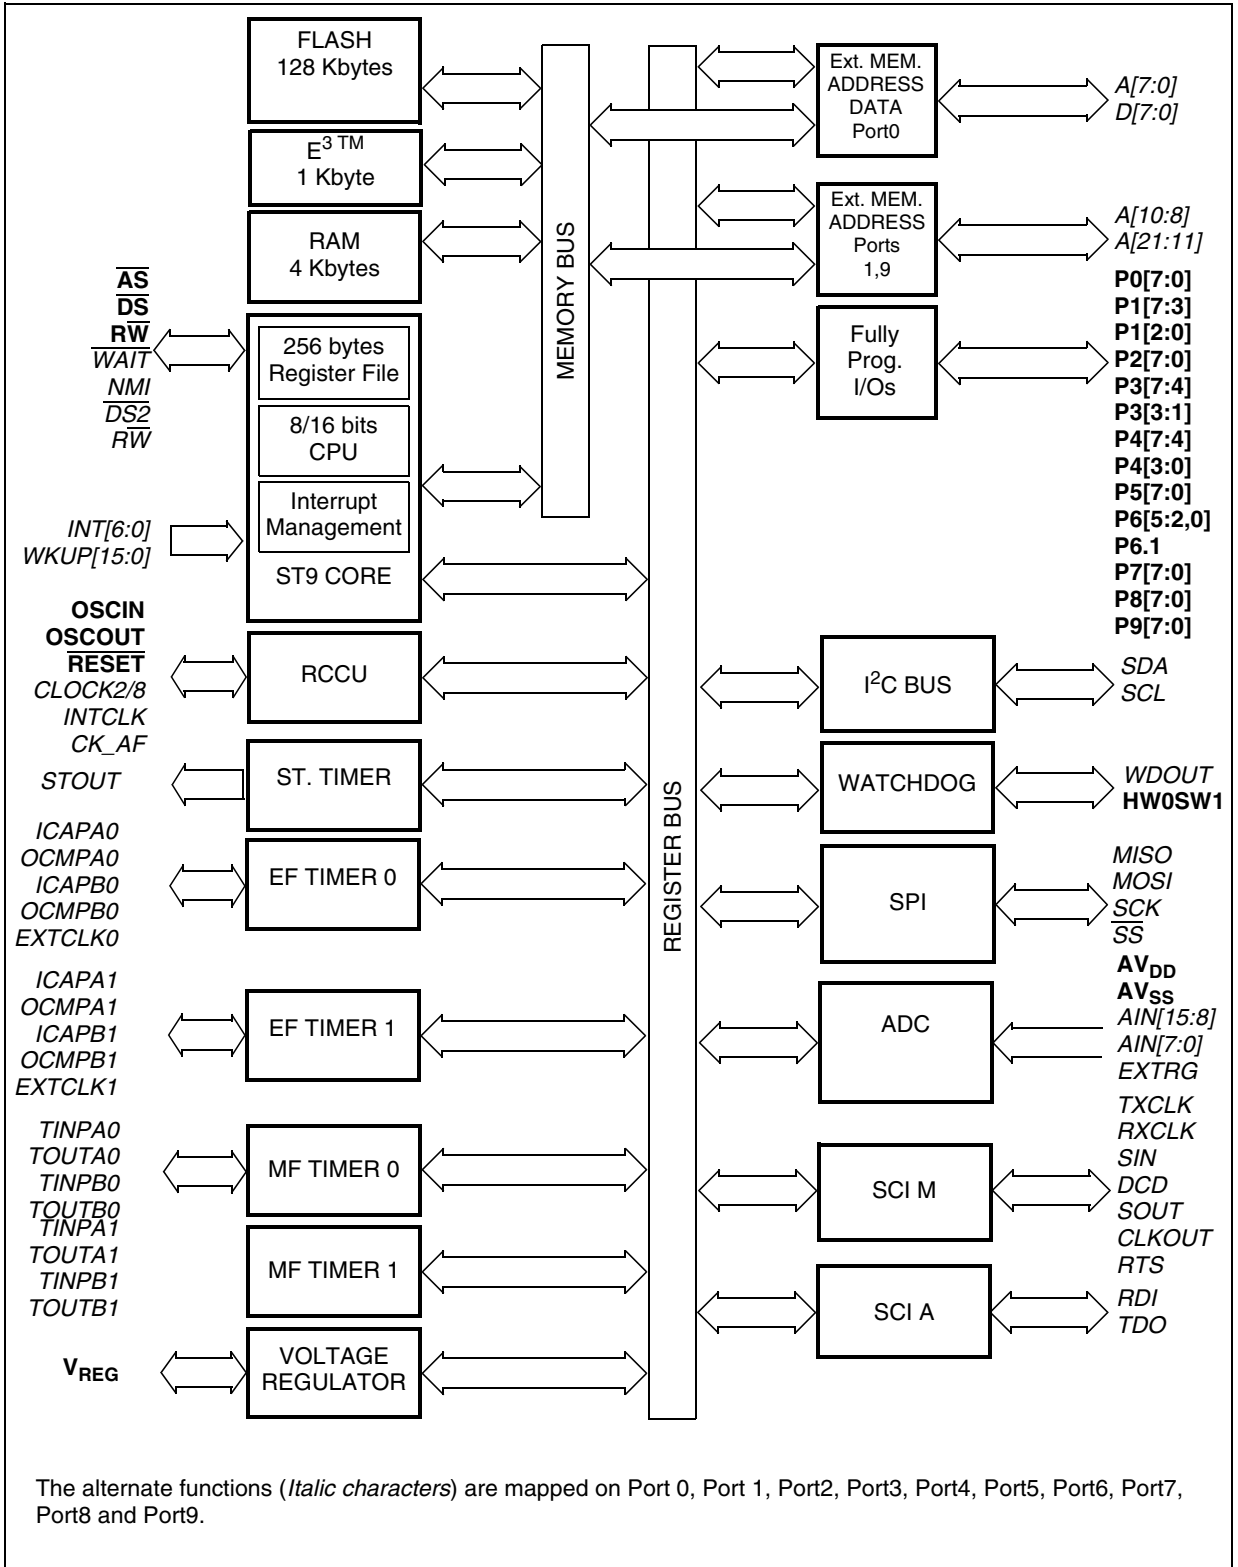 FLASH
128 Kbytes
E³ ™
1 Kbyte
RAM
4 Kbytes
A̅S̅
D̅S̅
RW̅
W̅A̅I̅T̅
NMI
D̅S̅2̅
RW̅
256 bytes
Register File
8/16 bits
CPU
Interrupt
Management
ST9 CORE
INT[6:0]
WKUP[15:0]
OSCIN
OSCOUT
R̅E̅S̅E̅T̅
CLOCK2/8
INTCLK
CK_AF
RCCU
STOUT
ST. TIMER
ICAPA0
OCMPA0
ICAPB0
OCMPB0
EXTCLK0
EF TIMER 0
ICAPA1
OCMPA1
ICAPB1
OCMPB1
EXTCLK1
EF TIMER 1
TINPA0
TOUTA0
TINPB0
TOUTB0
MF TIMER 0
TINPA1
TOUTA1
TINPB1
TOUTB1
MF TIMER 1
V_REG
VOLTAGE
REGULATOR
MEMORY BUS
REGISTER BUS
Ext. MEM.
ADDRESS
DATA
Port0
A[7:0]
D[7:0]
Ext. MEM.
ADDRESS
Ports
1,9
A[10:8]
A[21:11]
Fully
Prog.
I/Os
P0[7:0]
P1[7:3]
P1[2:0]
P2[7:0]
P3[7:4]
P3[3:1]
P4[7:4]
P4[3:0]
P5[7:0]
P6[5:2,0]
P6.1
P7[7:0]
P8[7:0]
P9[7:0]
I²C BUS
SDA
SCL
WATCHDOG
WDOUT
HW0SW1
SPI
MISO
MOSI
SCK
S̅S̅
ADC
AV_DD
AV_SS
AIN[15:8]
AIN[7:0]
EXTRG
SCI M
TXCLK
RXCLK
SIN
DCD
SOUT
CLKOUT
RTS
SCI A
RDI
TDO
The alternate functions (Italic characters) are mapped on Port 0, Port 1, Port2, Port3, Port4, Port5, Port6, Port7,
Port8 and Port9.